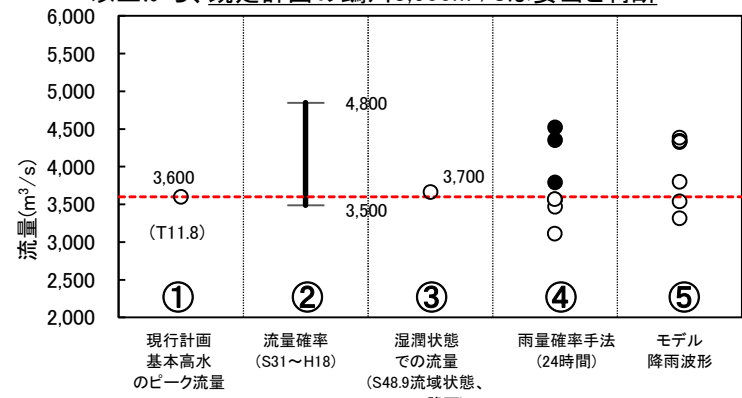 6,000
5,500
5,000
4,500
4,000
3,500
3,000
2,500
2,000
流量(m³/s)
3,600
(T11.8)
4,800
3,500
3,700
① ② ③ ④ ⑤
現行計画
基本高水
のピーク流量
流量確率
(S31～H18)
湿潤状態
での流量
(S48.9流域状態、
雨量確率手法
(24時間)
モデル
降雨波形